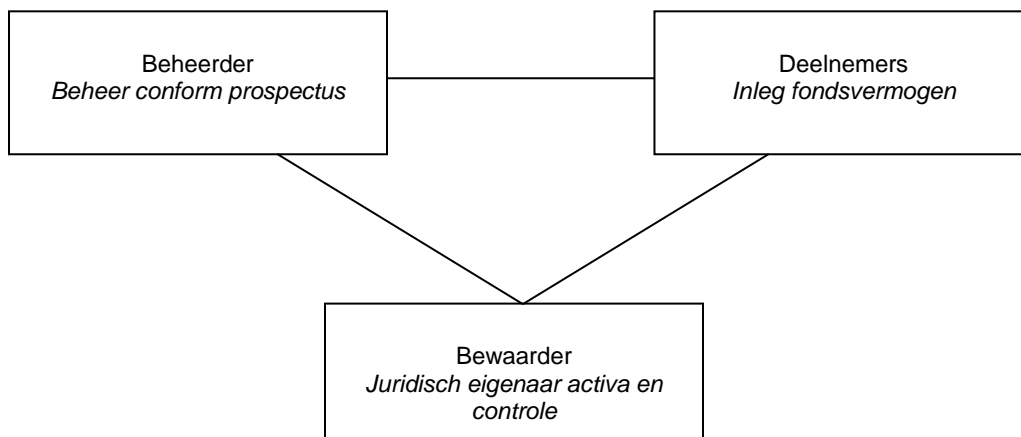 Beheerder
Beheer conform prospectus
Deelnemers
Inleg fondsvermogen
Bewaarder
Juridisch eigenaar activa en
controle